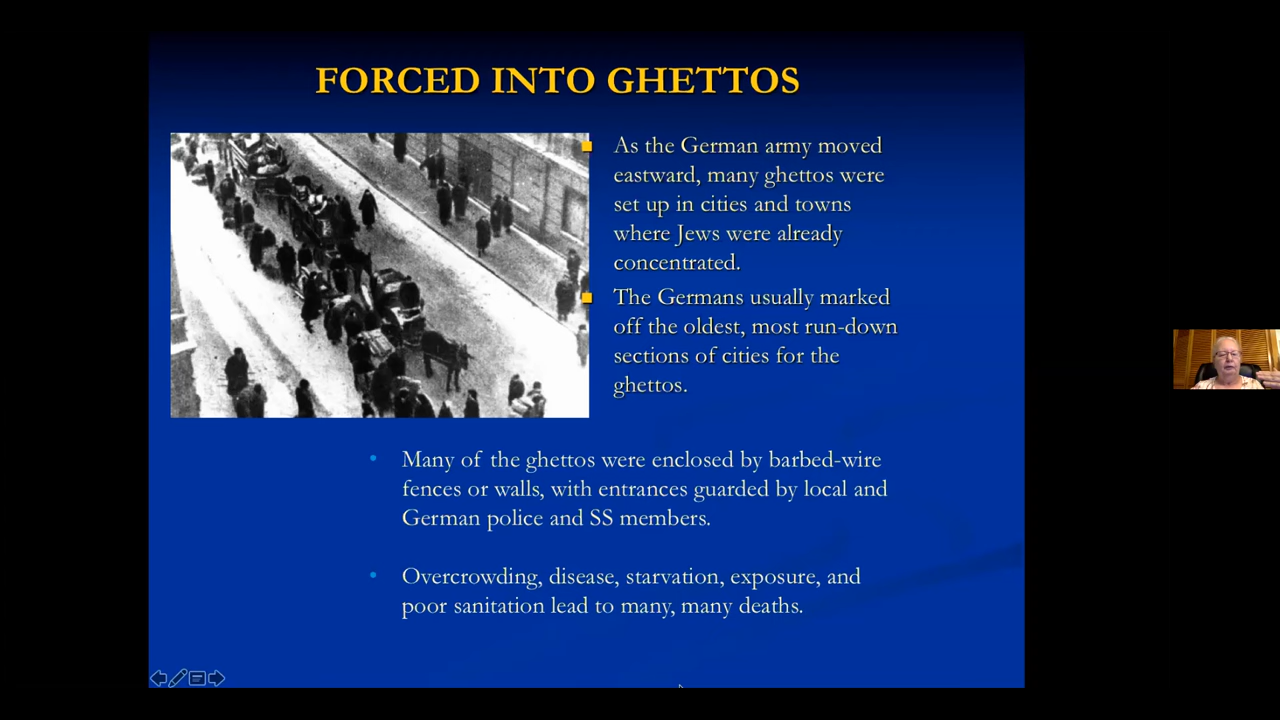 FORCED INTO GHETTOS
As the German army moved
eastward, many ghettos were
set up in cities and towns
where Jews were already
concentrated.
The Germans usually marked
off the oldest, most run-down
sections of cities for the
ghettos.
Many of the ghettos were enclosed by barbed-wire
fences or walls, with entrances guarded by local and
German police and SS members.
Overcrowding, disease, starvation, exposure, and
poor sanitation lead to many, many deaths.